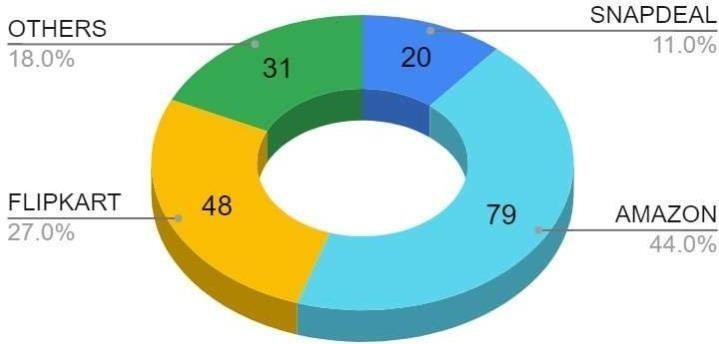 OTHERS
18.0%
SNAPDEAL
11.0%
31
20
FLIPKART
27.0%
48
79
AMAZON
44.0%